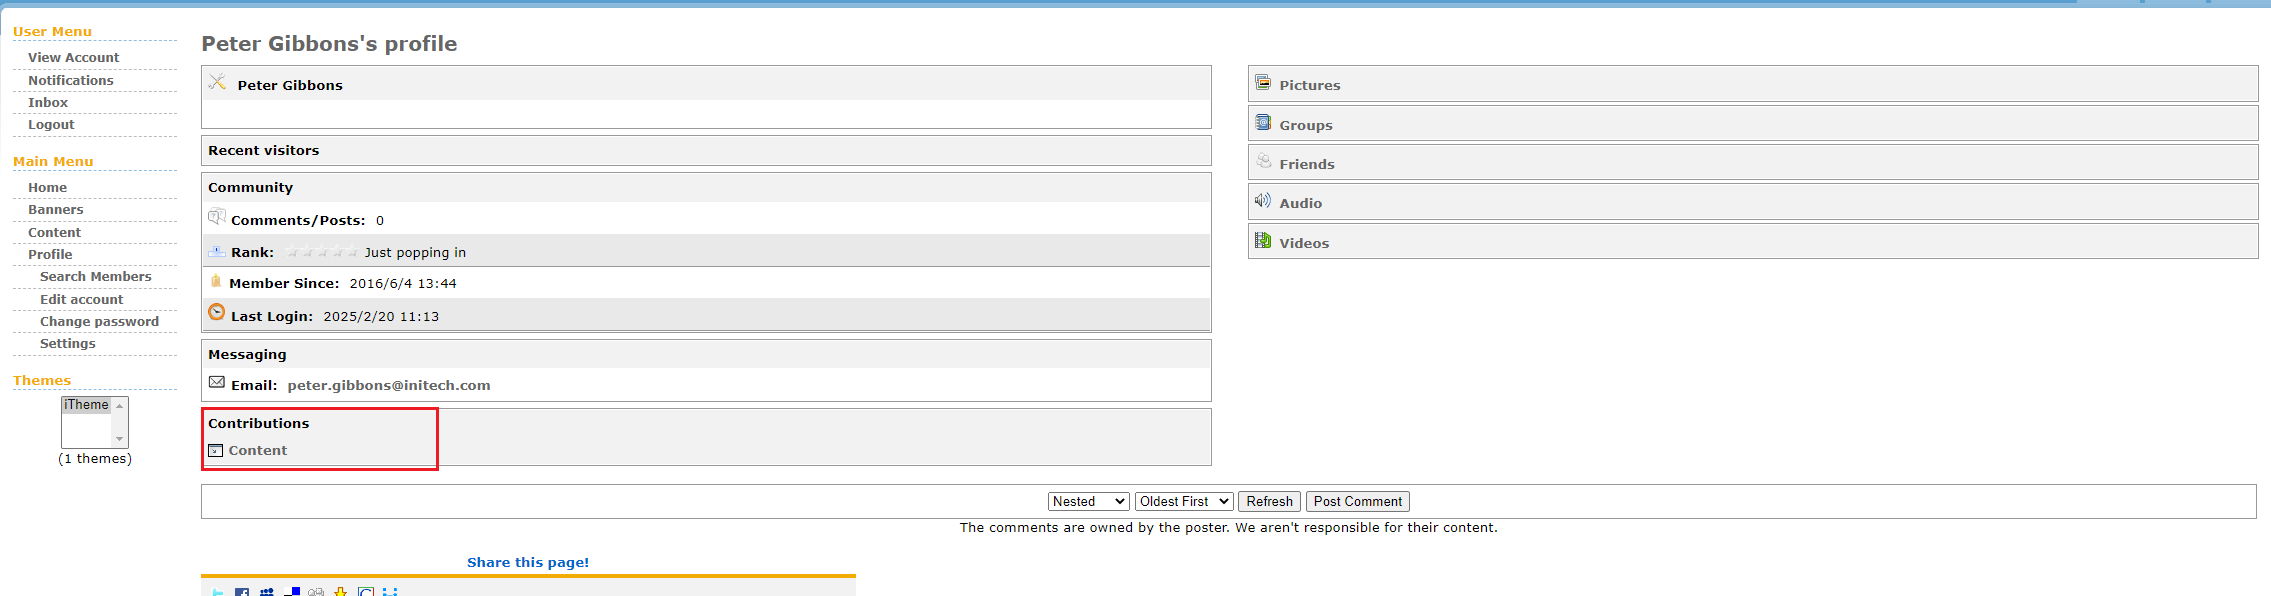 User Menu
View Account
Notifications
Inbox
Logout
Main Menu
Home
Banners
Content
Profile
Search Members
Edit account
Change password
Settings
Themes
iTheme
(1 themes)
Peter Gibbons's profile
Peter Gibbons
Recent visitors
Community
Comments/Posts: 0
Rank: Just popping in
Member Since: 2016/6/4 13:44
Last Login: 2025/2/20 11:13
Messaging
Email: peter.gibbons@initech.com
Contributions
Content
Pictures
Groups
Friends
Audio
Videos
Nested Oldest First Refresh Post Comment
The comments are owned by the poster. We aren't responsible for their content.
Share this page!